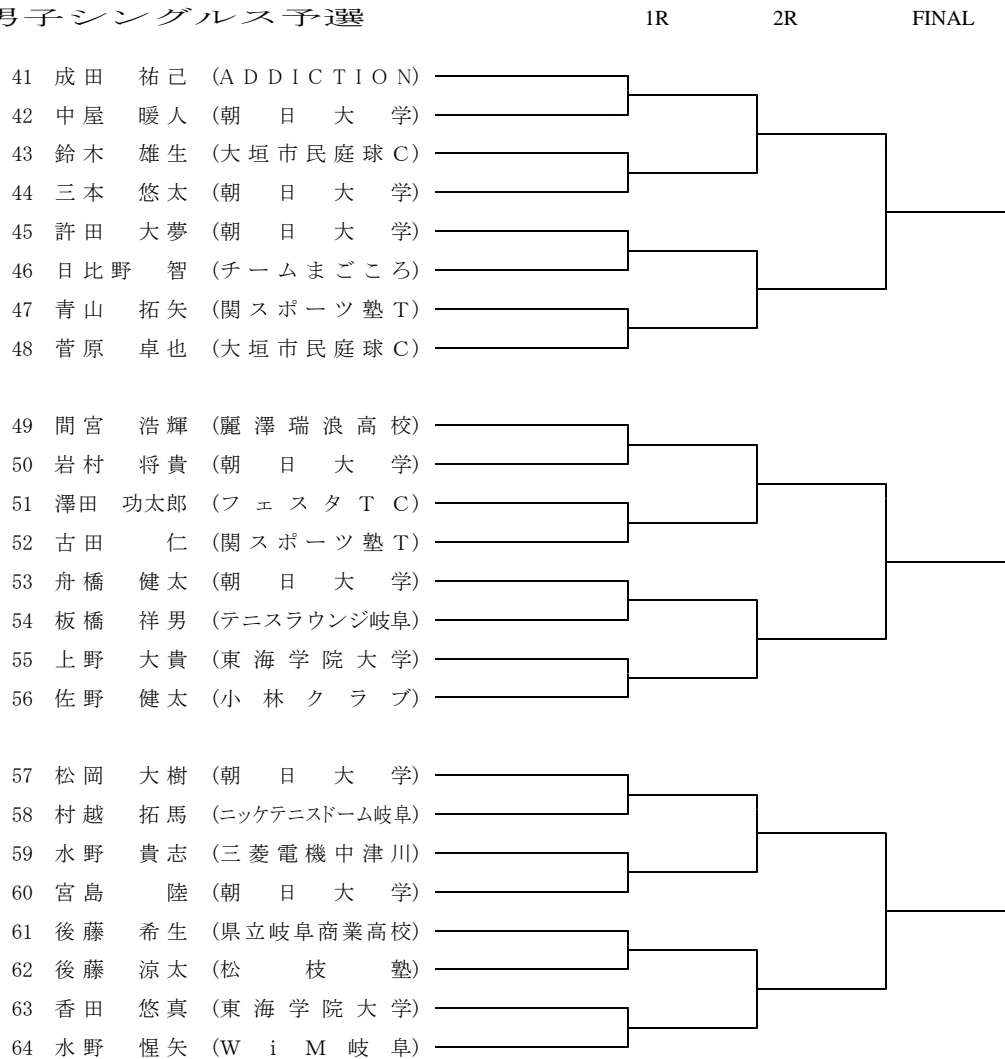 男子シングルス予選 1R 2R FINAL
41 成田 祐己 (ADDICTION)
42 中屋 暖人 (朝日大学)
43 鈴木 雄生 (大垣市民庭球C)
44 三本 悠太 (朝日大学)
45 許田 大夢 (朝日大学)
46 日比野 智 (チームまごころ)
47 青山 拓矢 (関スポーツ塾T)
48 菅原 卓也 (大垣市民庭球C)
49 間宮 浩輝 (麗澤瑞浪高校)
50 岩村 将貴 (朝日大学)
51 澤田 功太郎 (フェスタTC)
52 古田 仁 (関スポーツ塾T)
53 舟橋 健太 (朝日大学)
54 板橋 祥男 (テニスラウンジ岐阜)
55 上野 大貴 (東海学院大学)
56 佐野 健太 (小林クラブ)
57 松岡 大樹 (朝日大学)
58 村越 拓馬 (ニッケテニスドーム岐阜)
59 水野 貴志 (三菱電機中津川)
60 宮島 陸 (朝日大学)
61 後藤 希生 (県立岐阜商業高校)
62 後藤 涼太 (松枝塾)
63 香田 悠真 (東海学院大学)
64 水野 惺矢 (WiM岐阜)